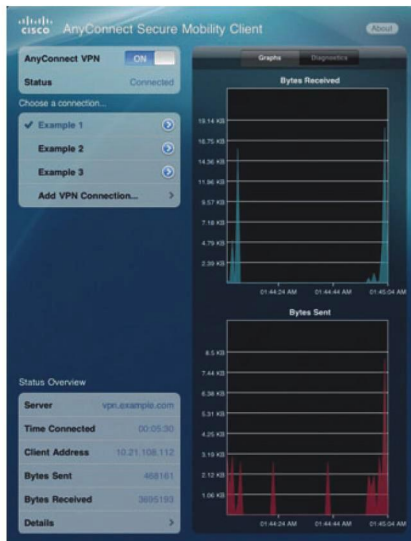 cisco AnyConnect Secure Mobility Client
About
AnyConnect VPN ON
Status Connected
Choose a connection...
Example 1
Example 2
Example 3
Add VPN Connection...
Status Overview
Server vpn.example.com
Time Connected 00:05:30
Client Address 10.21.108.112
Bytes Sent 468161
Bytes Received 3695193
Details
Graphs Diagnostics
Bytes Received
19.14 KB
16.75 KB
14.36 KB
11.96 KB
9.57 KB
7.18 KB
4.79 KB
2.39 KB
01:44:24 AM 01:44:44 AM 01:45:04 AM
Bytes Sent
8.5 KB
7.44 KB
6.38 KB
5.31 KB
4.25 KB
3.19 KB
2.12 KB
1.06 KB
01:44:24 AM 01:44:44 AM 01:45:04 AM